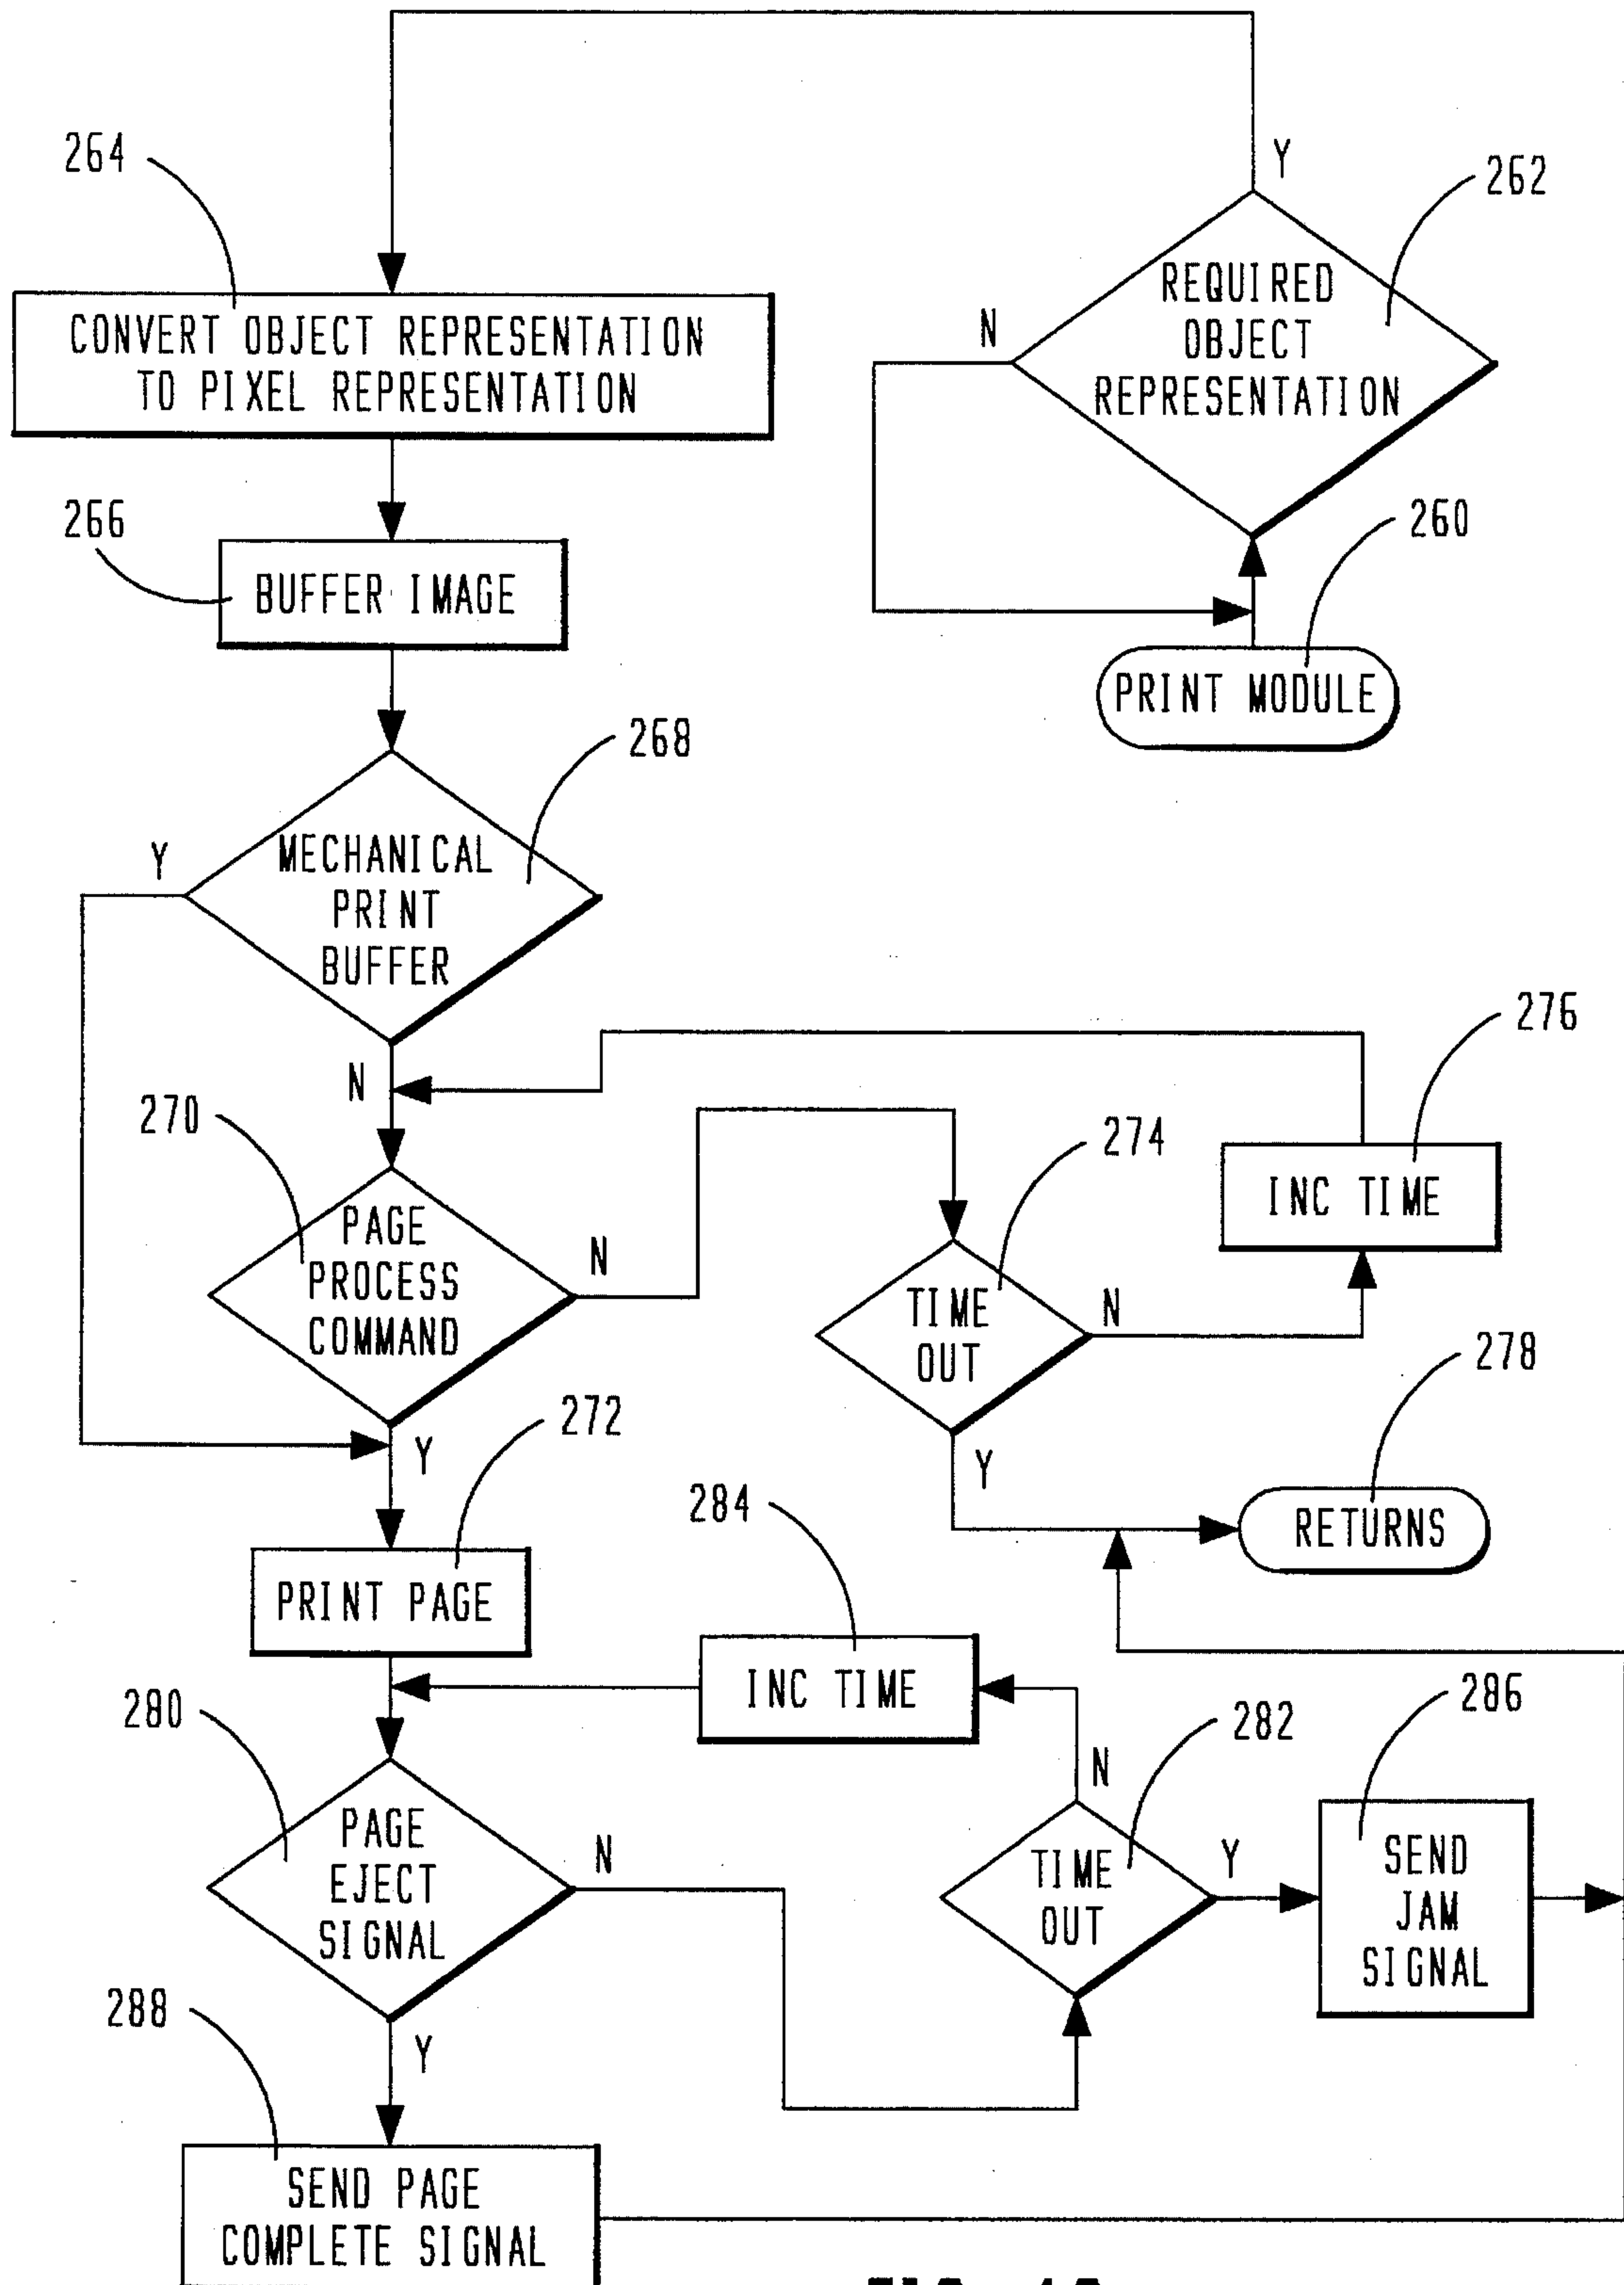 264
Y
262
REQUIRED
OBJECT
REPRESENTATION
N
CONVERT OBJECT REPRESENTATION
TO PIXEL REPRESENTATION
266
BUFFER IMAGE
260
PRINT MODULE
268
Y
MECHANICAL
PRINT
BUFFER
N
276
270
274
INC TIME
PAGE
PROCESS
COMMAND
N
TIME
OUT
N
278
272
Y
Y
284
RETURNS
PRINT PAGE
INC TIME
280
282
286
N
PAGE
EJECT
SIGNAL
N
TIME
OUT
Y
SEND
JAM
SIGNAL
288
Y
SEND PAGE
COMPLETE SIGNAL